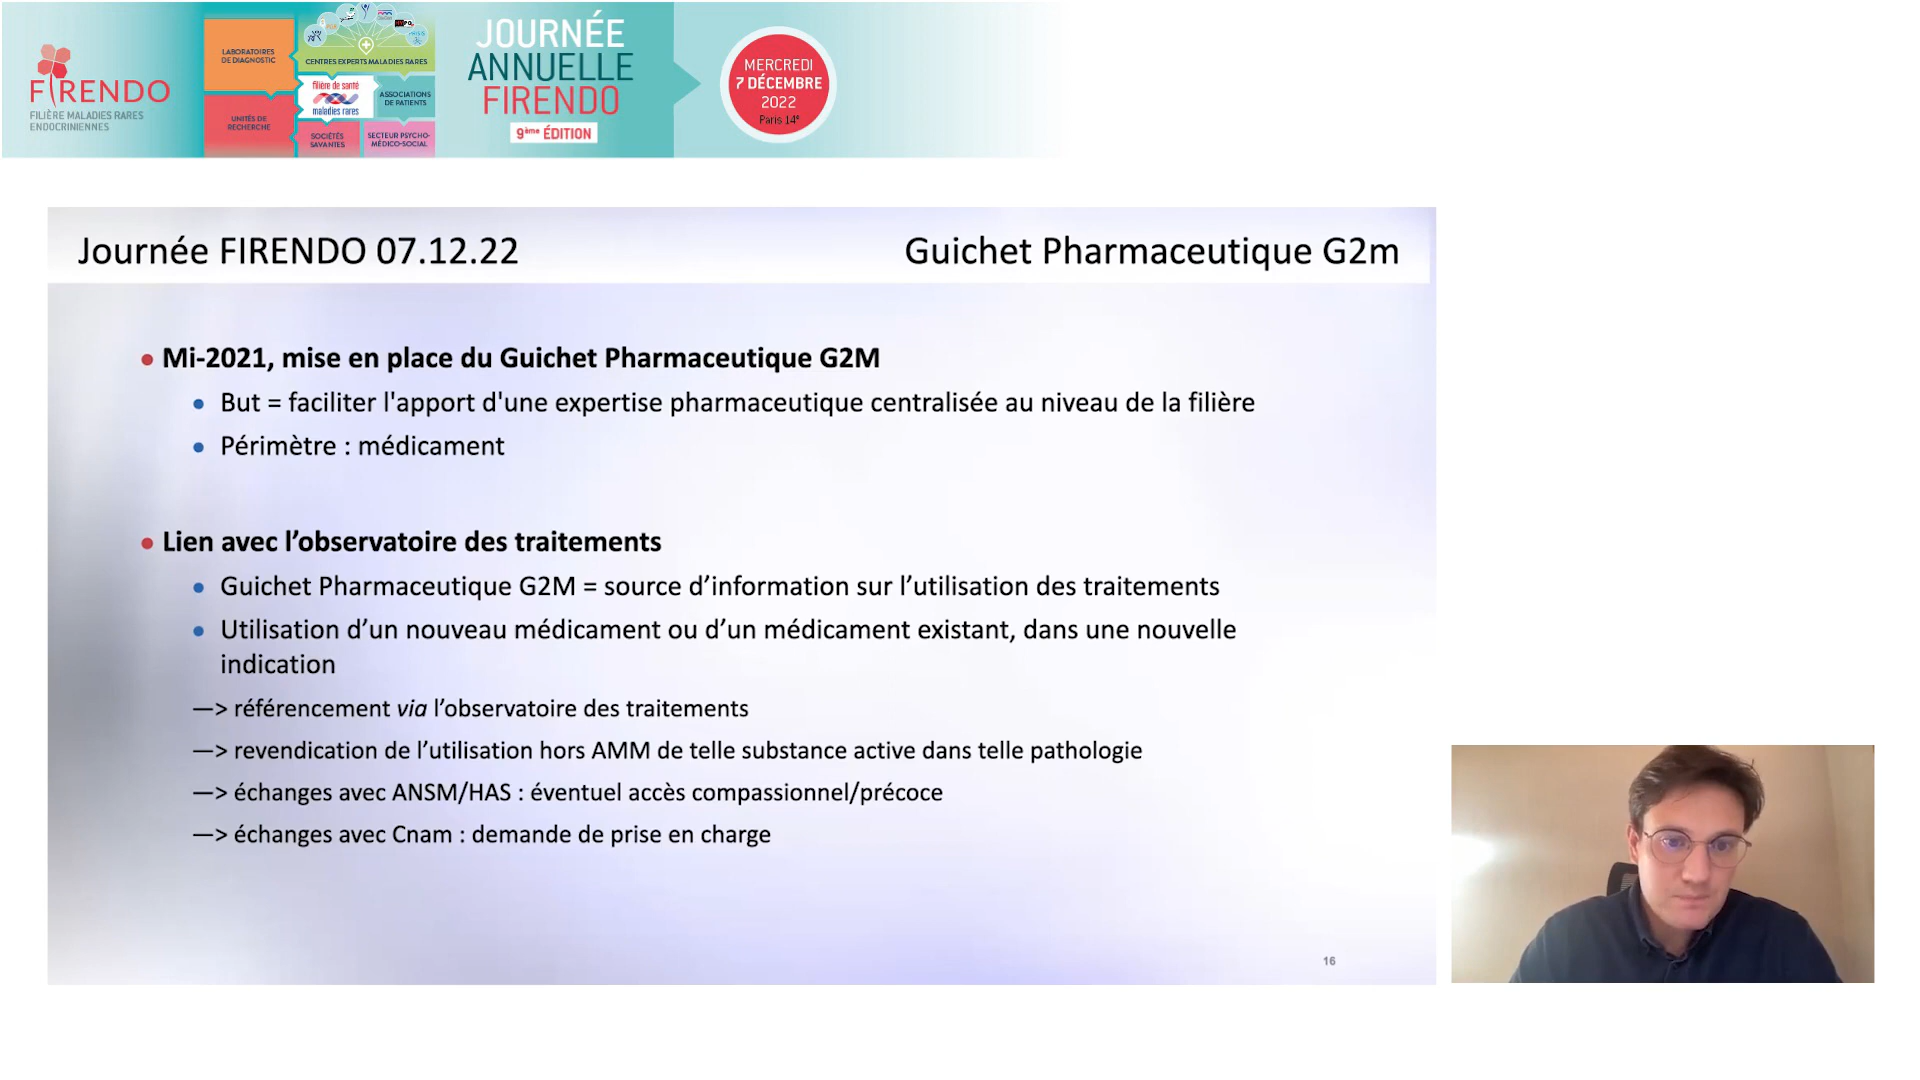 FIRENDO
FILIÈRE MALADIES RARES
ENDOCRINIENNES
LABORATOIRES
DE DIAGNOSTIC
UNITÉS DE
RECHERCHE
CENTRES EXPERTS MALADIES RARES
filière de santé
maladies rares
ASSOCIATIONS
DE PATIENTS
SOCIÉTÉS
SAVANTES
SECTEUR PSYCHO-
MÉDICO-SOCIAL
JOURNÉE
ANNUELLE
FIRENDO
9ème ÉDITION
MERCREDI
7 DÉCEMBRE
2022
Paris 14e
Journée FIRENDO 07.12.22
Guichet Pharmaceutique G2m
• Mi-2021, mise en place du Guichet Pharmaceutique G2M
• But = faciliter l'apport d'une expertise pharmaceutique centralisée au niveau de la filière
• Périmètre : médicament
• Lien avec l’observatoire des traitements
• Guichet Pharmaceutique G2M = source d’information sur l’utilisation des traitements
• Utilisation d’un nouveau médicament ou d’un médicament existant, dans une nouvelle
indication
—> référencement via l’observatoire des traitements
—> revendication de l’utilisation hors AMM de telle substance active dans telle pathologie
—> échanges avec ANSM/HAS : éventuel accès compassionnel/précoce
—> échanges avec Cnam : demande de prise en charge
16